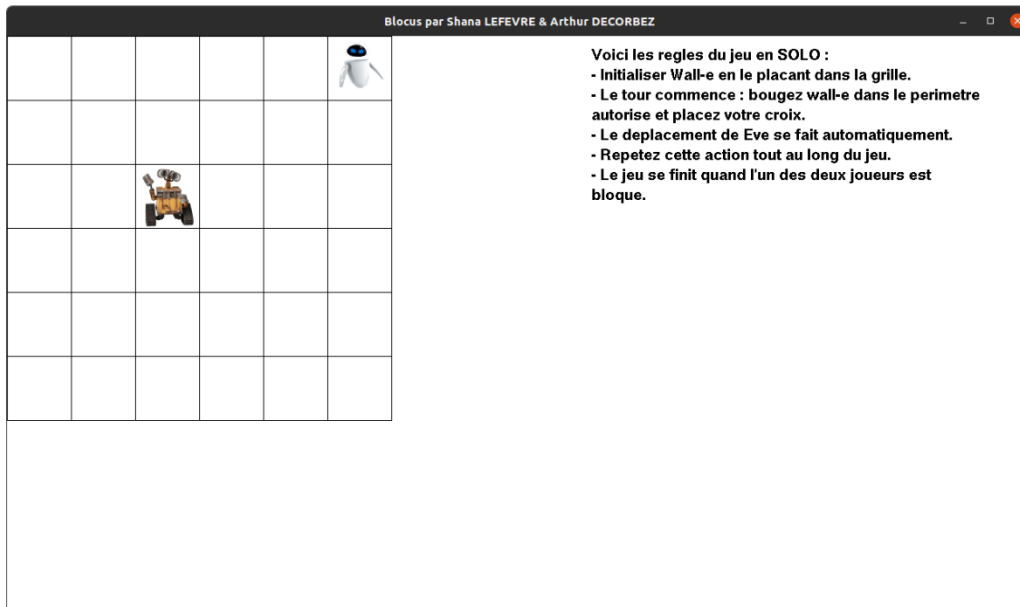 Blocus par Shana LEFEVRE & Arthur DECORBEZ
Voici les regles du jeu en SOLO :
- Initialiser Wall-e en le placant dans la grille.
- Le tour commence : bougez wall-e dans le perimetre
autorise et placez votre croix.
- Le deplacement de Eve se fait automatiquement.
- Repetez cette action tout au long du jeu.
- Le jeu se finit quand l'un des deux joueurs est
bloque.